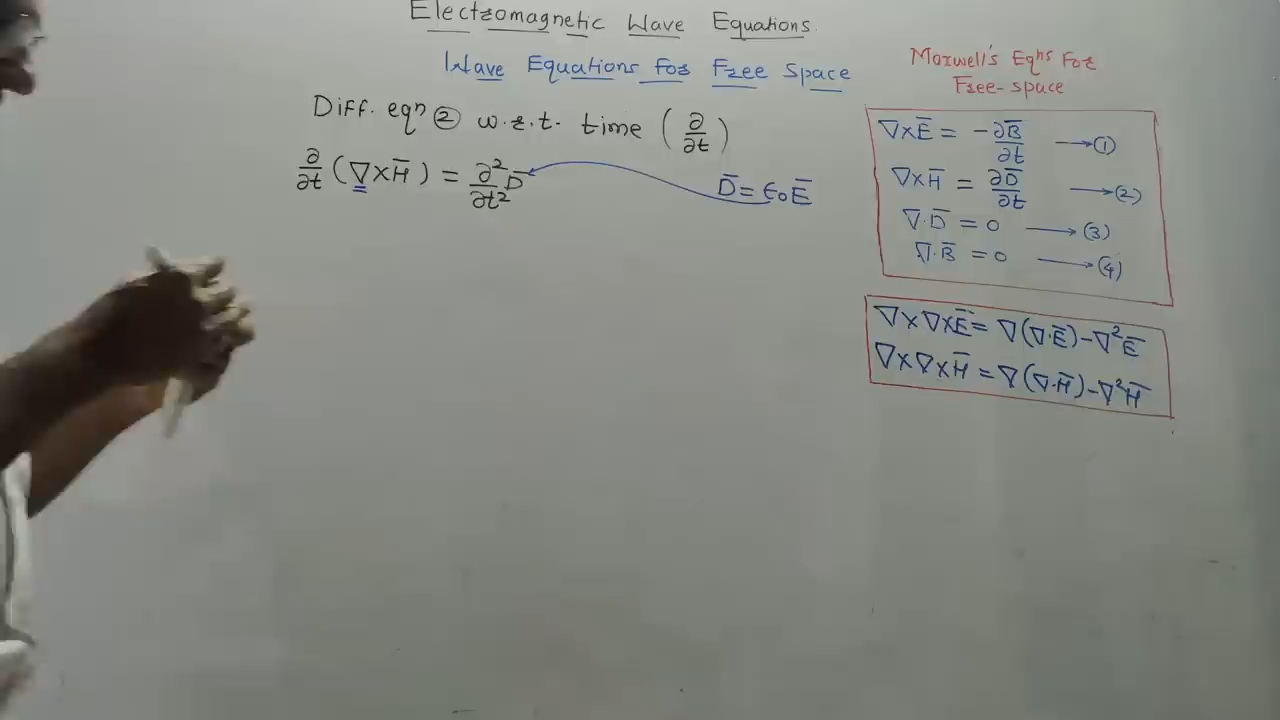 Electromagnetic Wave Equations
Wave Equations For Free Space
Diff. eqn ② w.r.t. time (∂/∂t)
∂/∂t (∇×H̄) = ∂²/∂t² D̄
D̄ = ϵ₀Ē
Maxwell's Eqns For
Free-space
∇×Ē = -∂B̄/∂t → (1)
∇×H̄ = ∂D̄/∂t → (2)
∇·D̄ = 0 → (3)
∇·B̄ = 0 → (4)
∇×∇×Ē = ∇(∇·Ē)-∇²Ē
∇×∇×H̄ = ∇(∇·H̄)-∇²H̄